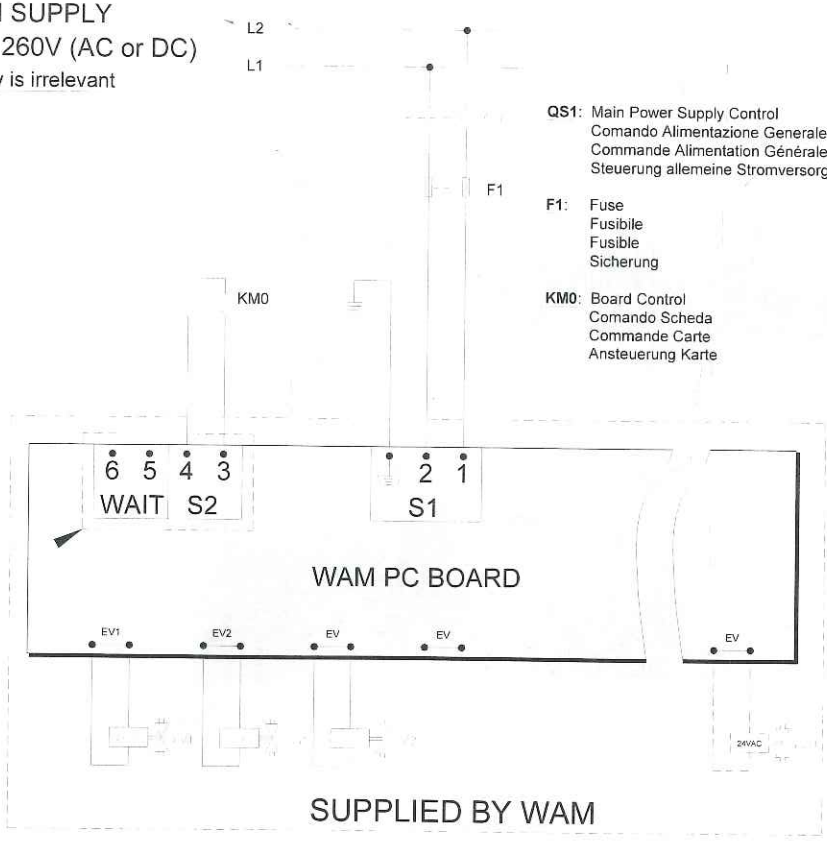 SUPPLY
260V (AC or DC)
is irrelevant
L2
L1
QS1: Main Power Supply Control
Comando Alimentazione Generale
Commande Alimentation Générale
Steuerung allemeine Stromversorg
F1
F1: Fuse
Fusibile
Fusible
Sicherung
KM0
KM0: Board Control
Comando Scheda
Commande Carte
Ansteuerung Karte
6 5 4 3
2 1
WAIT S2
S1
WAM PC BOARD
EV1 EV2 EV EV EV
24VAC
SUPPLIED BY WAM